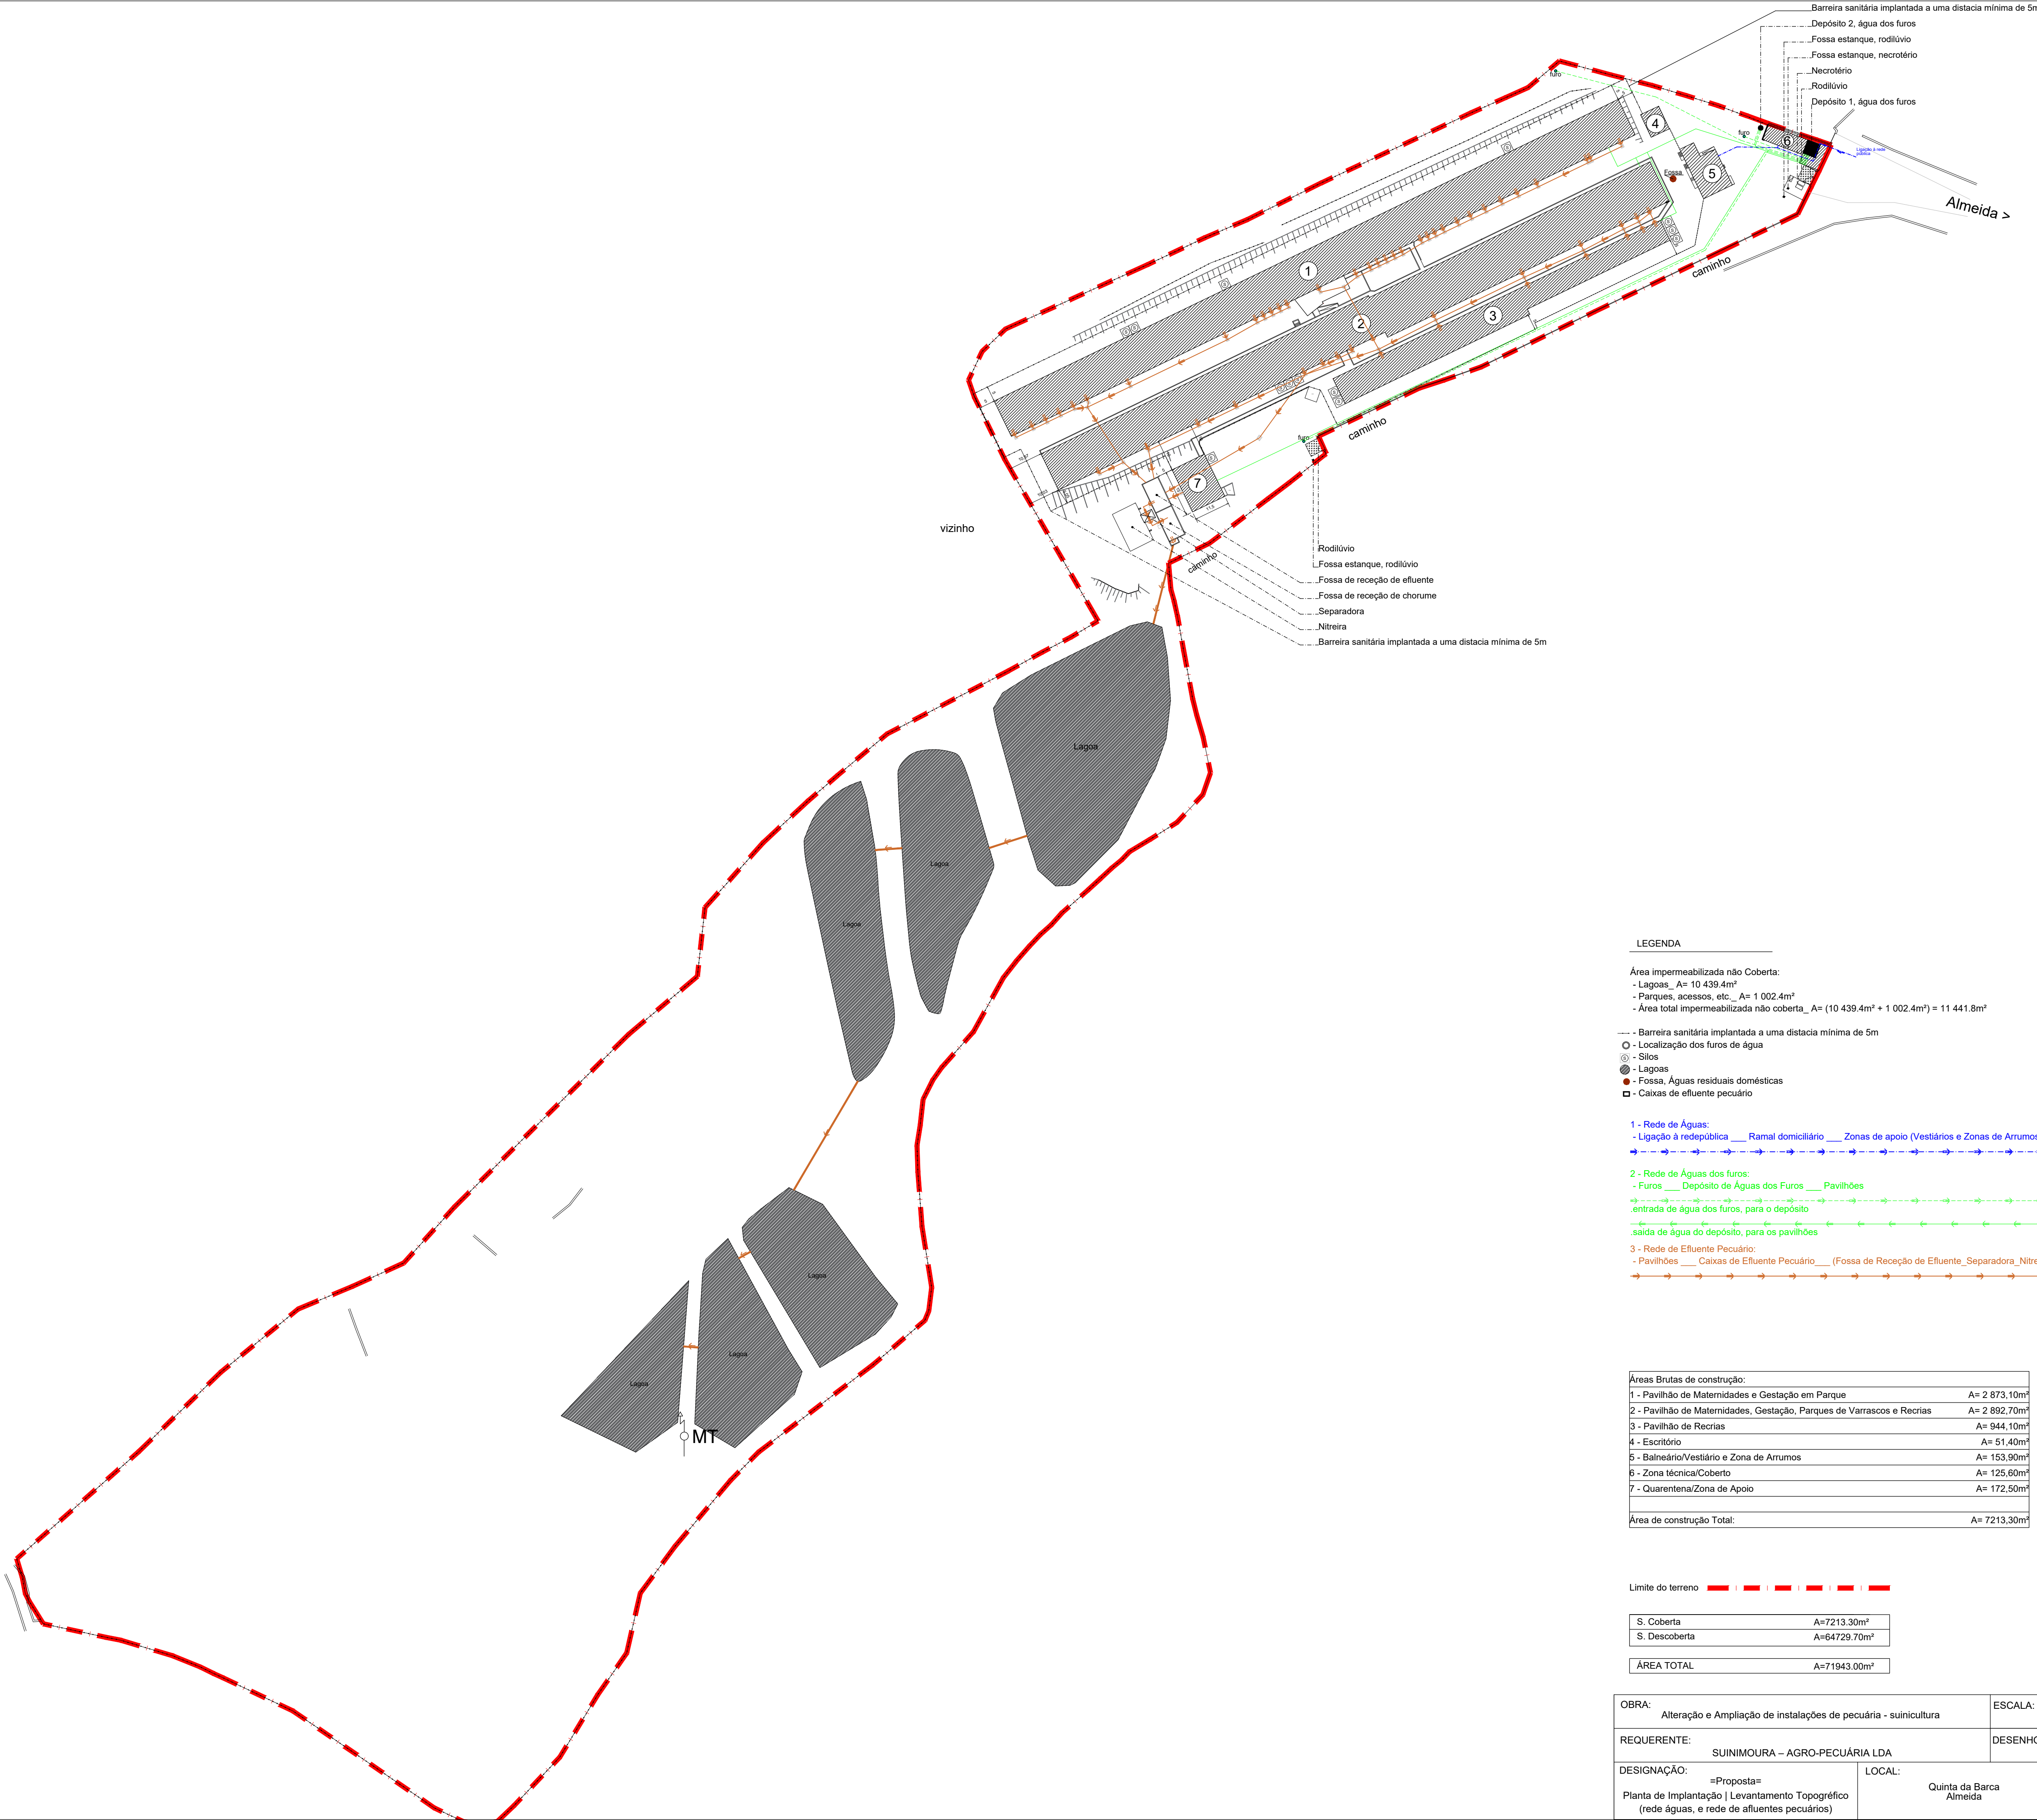 Barreira sanitária implantada a uma distacia mínima de 5m
Depósito 2, água dos furos
Fossa estanque, rodilúvio
Fossa estanque, necrotério
Necrotério
Rodilúvio
Depósito 1, água dos furos
furo
furo
Ligação à rede
pública
4
6
5
Fossa
Almeida >
caminho
1
2
3
caminho
furo
7
11,5
vizinho
caminho
Rodilúvio
Fossa estanque, rodilúvio
Fossa de receção de efluente
Fossa de receção de chorume
Separadora
Nitreira
Barreira sanitária implantada a uma distacia mínima de 5m
Lagoa
Lagoa
Lagoa
Lagoa
Lagoa
Lagoa
MT
LEGENDA
Área impermeabilizada não Coberta:
- Lagoas_ A= 10 439.4m²
- Parques, acessos, etc._ A= 1 002.4m²
- Área total impermeabilizada não coberta_ A= (10 439.4m² + 1 002.4m²) = 11 441.8m²
- Barreira sanitária implantada a uma distacia mínima de 5m
- Localização dos furos de água
S - Silos
- Lagoas
- Fossa, Águas residuais domésticas
- Caixas de efluente pecuário
1 - Rede de Águas:
- Ligação à redepública ___ Ramal domiciliário ___ Zonas de apoio (Vestiários e Zonas de Arrumos
2 - Rede de Águas dos furos:
- Furos ___ Depósito de Águas dos Furos ___ Pavilhões
.entrada de água dos furos, para o depósito
.saida de água do depósito, para os pavilhões
3 - Rede de Efluente Pecuário:
- Pavilhões ___ Caixas de Efluente Pecuário___ (Fossa de Receção de Efluente_Separadora_Nitre
Áreas Brutas de construção:
1 - Pavilhão de Maternidades e Gestação em Parque A= 2 873,10m²
2 - Pavilhão de Maternidades, Gestação, Parques de Varrascos e Recrias A= 2 892,70m²
3 - Pavilhão de Recrias A= 944,10m²
4 - Escritório A= 51,40m²
5 - Balneário/Vestiário e Zona de Arrumos A= 153,90m²
6 - Zona técnica/Coberto A= 125,60m²
7 - Quarentena/Zona de Apoio A= 172,50m²
Área de construção Total: A= 7213,30m²
Limite do terreno
S. Coberta A=7213.30m²
S. Descoberta A=64729.70m²
ÁREA TOTAL A=71943.00m²
OBRA:
Alteração e Ampliação de instalações de pecuária - suinicultura
ESCALA:
REQUERENTE:
SUINIMOURA – AGRO-PECUÁRIA LDA
DESENHO
DESIGNAÇÃO:
=Proposta=
Planta de Implantação | Levantamento Topogréfico
(rede águas, e rede de afluentes pecuários)
LOCAL:
Quinta da Barca
Almeida